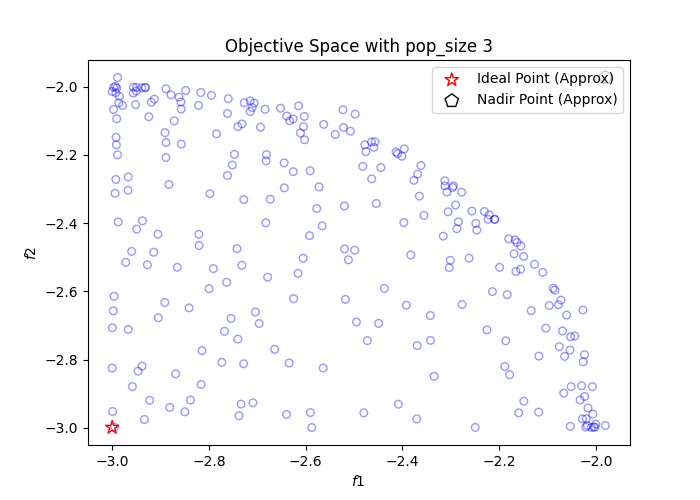 Objective Space with pop_size 3
Ideal Point (Approx)
Nadir Point (Approx)
f2
−2.0
−2.2
−2.4
−2.6
−2.8
−3.0
−3.0 −2.8 −2.6 −2.4 −2.2 −2.0
f1